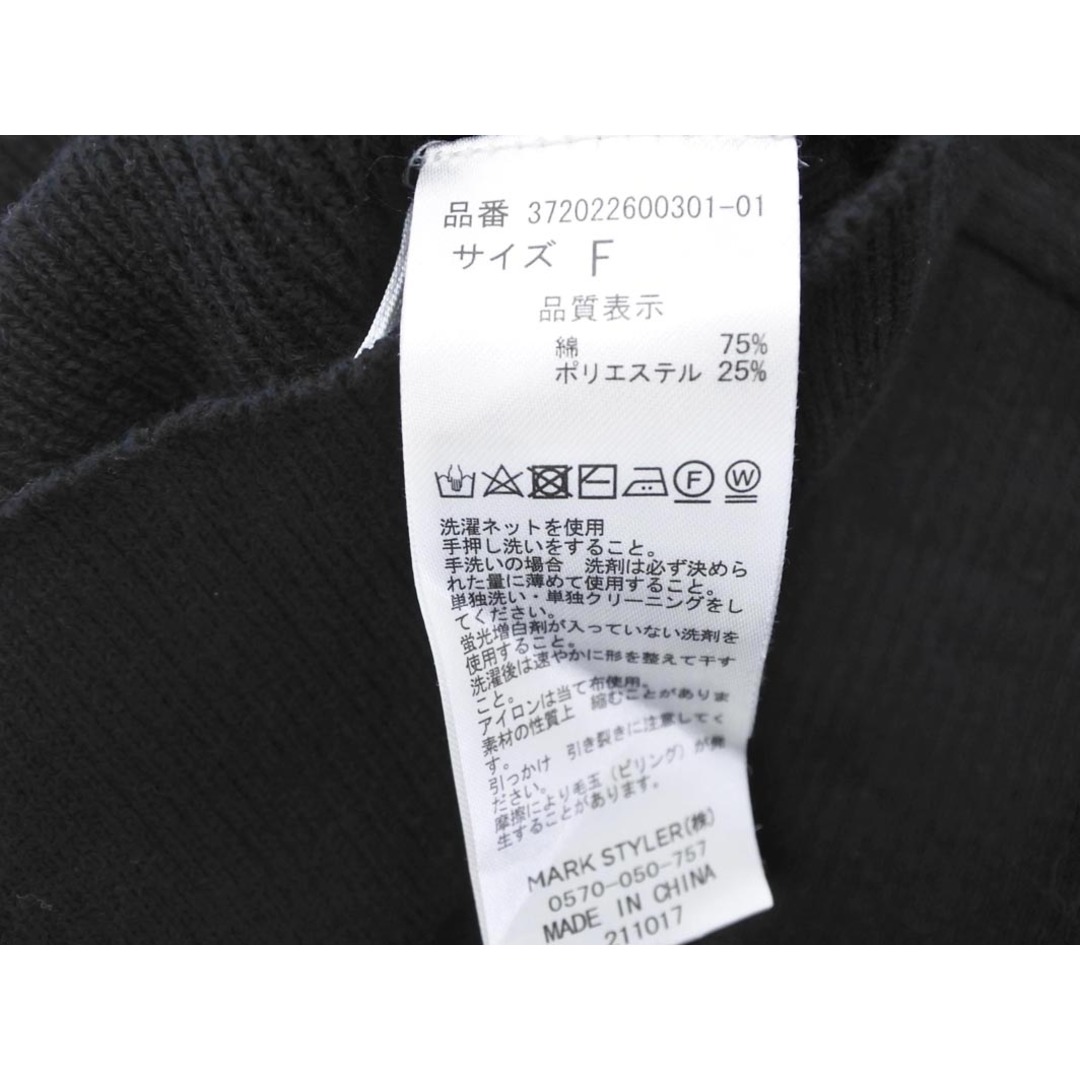 品番 372022600301-01
サイズ F
品質表示
綿 75%
ポリエステル 25%
F W
洗濯ネットを使用
手押し洗いをすること。
手洗いの場合 洗剤は必ず決めら
れた量に薄めて使用すること。
単独洗い・単独クリーニングをし
てください。
蛍光増白剤が入っていない洗剤を
使用すること。
洗濯後は速やかに形を整えて干す
こと。
アイロンは当て布使用。
素材の性質上 縮むことがありま
す。
引っかけ 引き裂きに注意してく
ださい。
摩擦により毛玉(ピリング)が発
生することがあります。
MARK STYLER(株)
0570-050-757
MADE IN CHINA
211017